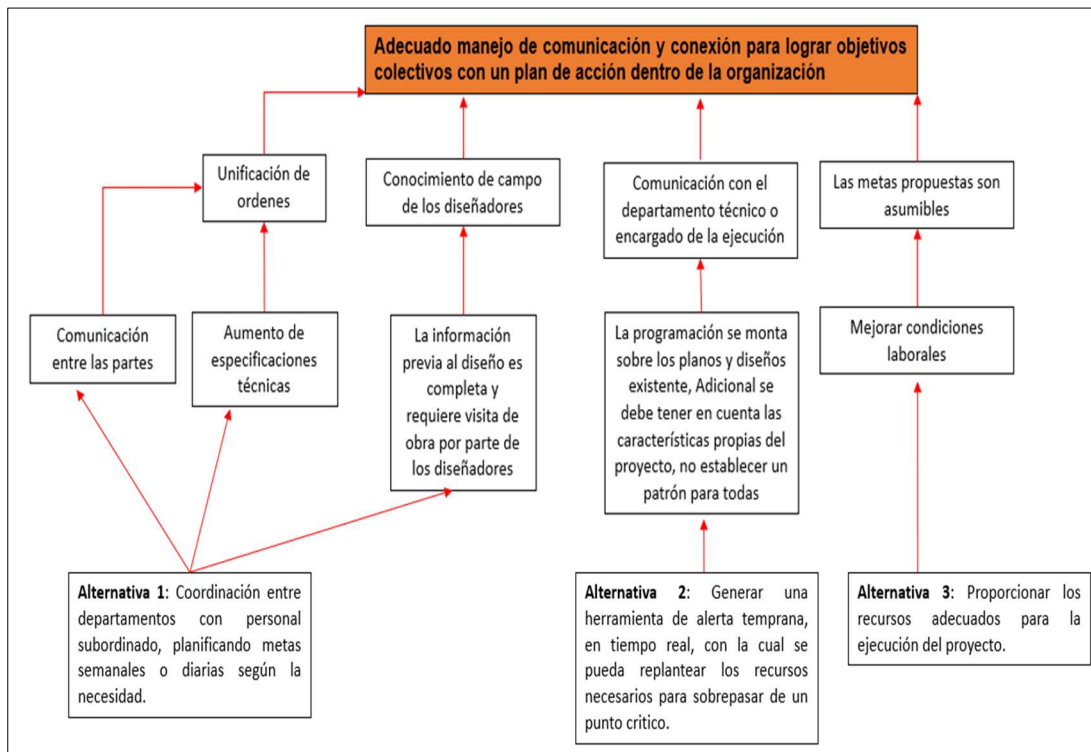 Adecuado manejo de comunicación y conexión para lograr objetivos
colectivos con un plan de acción dentro de la organización
Unificación de
ordenes
Conocimiento de campo
de los diseñadores
Comunicación con el
departamento técnico o
encargado de la ejecución
Las metas propuestas son
asumibles
Comunicación
entre las partes
Aumento de
especificaciones
técnicas
La información
previa al diseño es
completa y
requiere visita de
obra por parte de
los diseñadores
La programación se monta
sobre los planos y diseños
existente, Adicional se
debe tener en cuenta las
características propias del
proyecto, no establecer un
patrón para todas
Mejorar condiciones
laborales
Alternativa 1: Coordinación entre
departamentos con personal
subordinado, planificando metas
semanales o diarias según la
necesidad.
Alternativa 2: Generar una
herramienta de alerta temprana,
en tiempo real, con la cual se
pueda replantear los recursos
necesarios para sobrepasar de un
punto critico.
Alternativa 3: Proporcionar los
recursos adecuados para la
ejecución del proyecto.